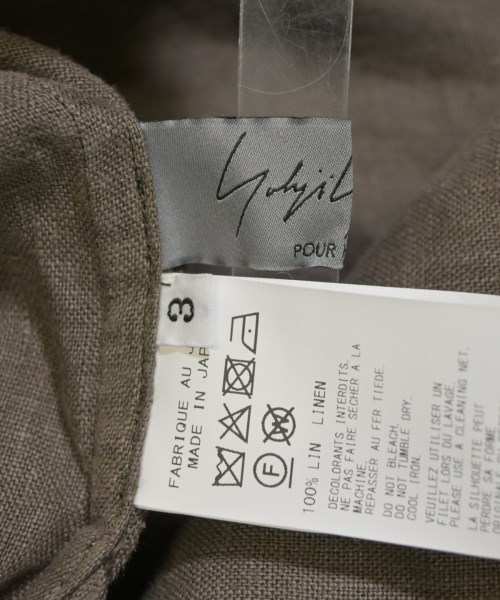 Yohji
POUR
3
FABRIQUE AU
MADE IN JAP
F
W
100% LIN LINEN
DECOLORANTS INTERDITS.
NE PAS FAIRE SECHER A LA
MACHINE.
REPASSER AU FER TIEDE.
DO NOT BLEACH.
DO NOT TUMBLE DRY.
COOL IRON.
VEUILLEZ UTILISER UN
FILET LORS DU LAVAGE.
PLEASE USE A CLEANING NET.
LA SILHOUETTE PEUT
PERDRE SA FORM